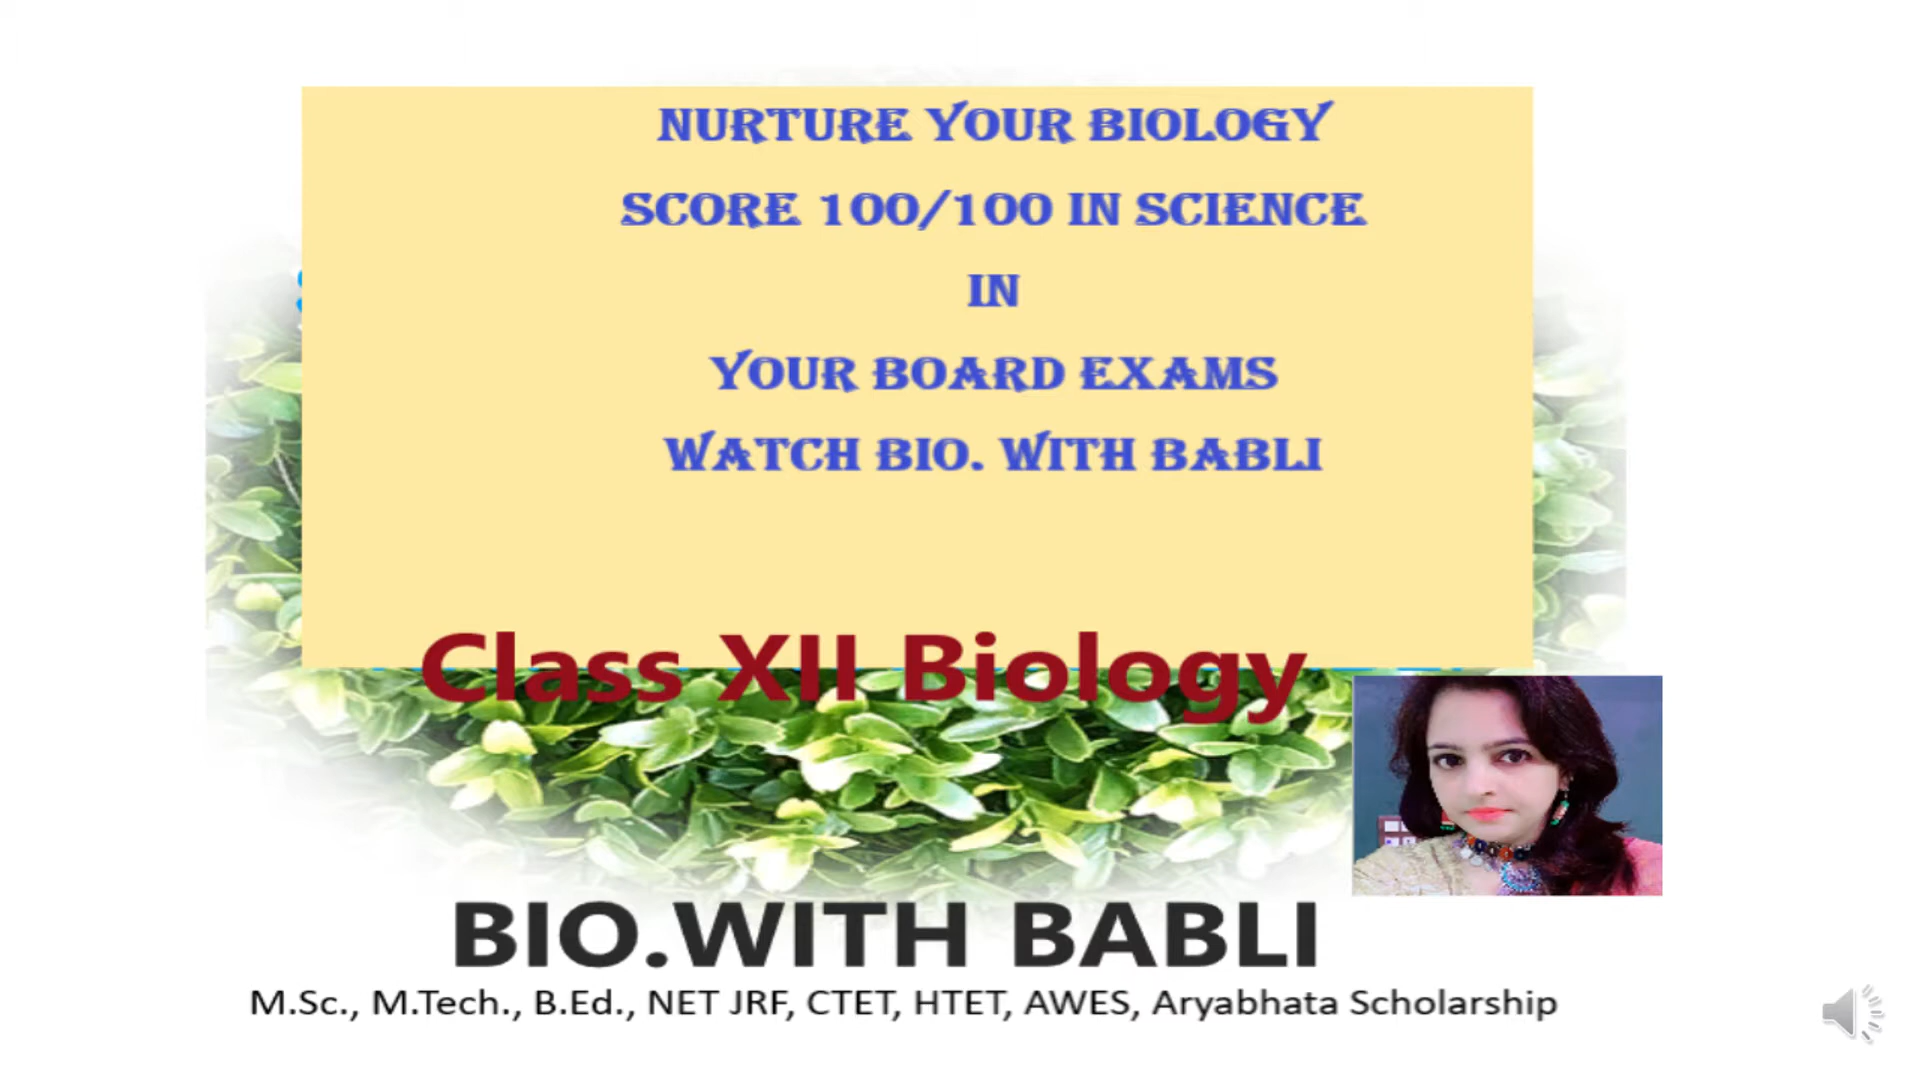 NURTURE YOUR BIOLOGY
SCORE 100/100 IN SCIENCE
IN
YOUR BOARD EXAMS
WATCH BIO. WITH BABLI
Class XII Biology
BIO.WITH BABLI
M.Sc., M.Tech., B.Ed., NET JRF, CTET, HTET, AWES, Aryabhata Scholarship